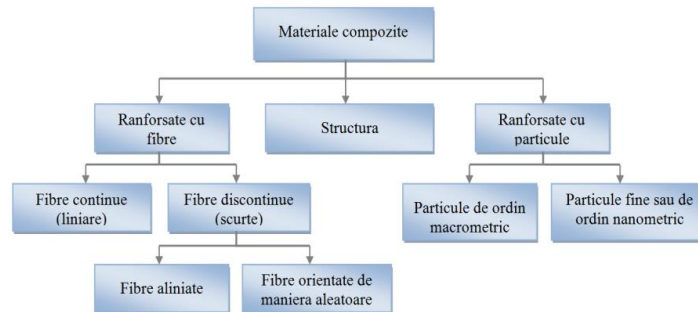 Materiale compozite
Ranforsate cu
fibre
Structura
Ranforsate cu
particule
Fibre continue
(liniare)
Fibre discontinue
(scurte)
Particule de ordin
macrometric
Particule fine sau de
ordin nanometric
Fibre aliniate
Fibre orientate de
maniera aleatoare